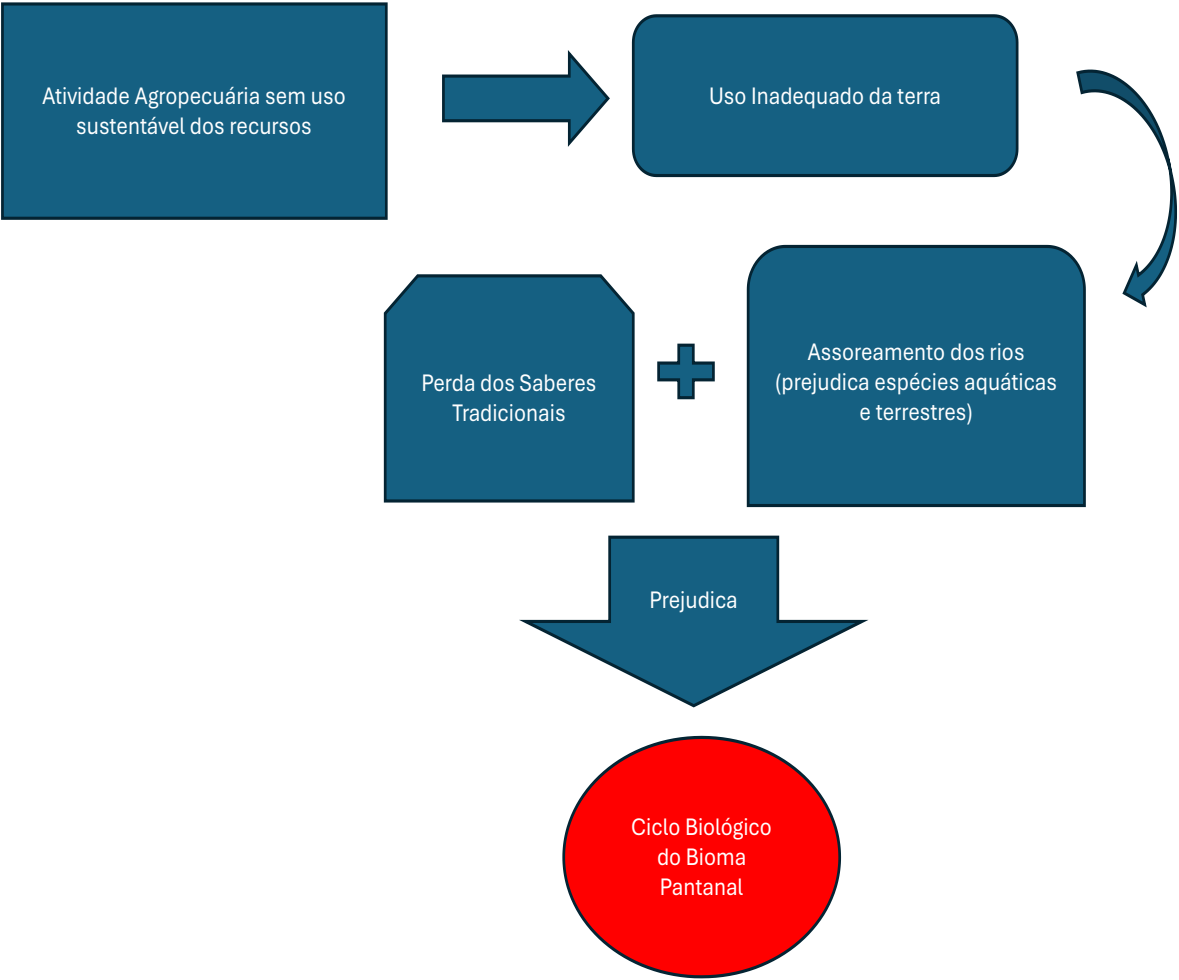 Atividade Agropecuária sem uso
sustentável dos recursos
Uso Inadequado da terra
Perda dos Saberes
Tradicionais
Assoreamento dos rios
(prejudica espécies aquáticas
e terrestres)
Prejudica
Ciclo Biológico
do Bioma
Pantanal